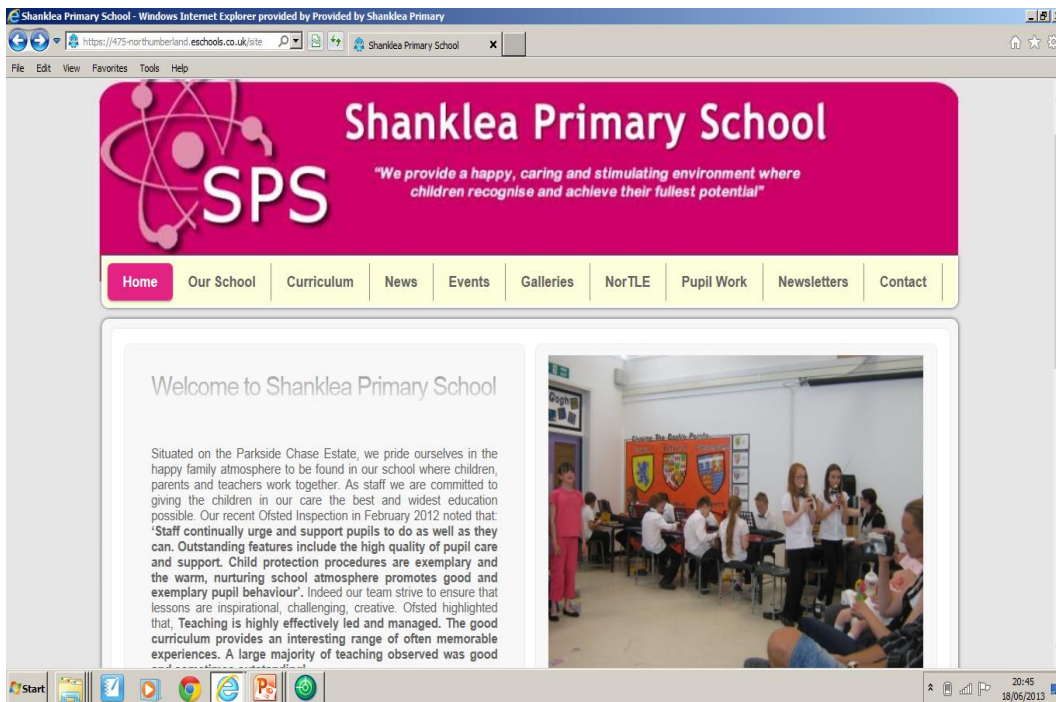 Shanklea Primary School - Windows Internet Explorer provided by Provided by Shanklea Primary
https://475-northumberland.eschools.co.uk/site
Shanklea Primary School
File Edit View Favorites Tools Help
SPS
Shanklea Primary School
"We provide a happy, caring and stimulating environment where
children recognise and achieve their fullest potential"
Home Our School Curriculum News Events Galleries NorTLE Pupil Work Newsletters Contact
Welcome to Shanklea Primary School
Situated on the Parkside Chase Estate, we pride ourselves in the
happy family atmosphere to be found in our school where children,
parents and teachers work together. As staff we are committed to
giving the children in our care the best and widest education
possible. Our recent Ofsted Inspection in February 2012 noted that:
‘Staff continually urge and support pupils to do as well as they
can. Outstanding features include the high quality of pupil care
and support. Child protection procedures are exemplary and
the warm, nurturing school atmosphere promotes good and
exemplary pupil behaviour’. Indeed our team strive to ensure that
lessons are inspirational, challenging, creative. Ofsted highlighted
that, Teaching is highly effectively led and managed. The good
curriculum provides an interesting range of often memorable
experiences. A large majority of teaching observed was good
Gogh
Start
20:45
18/06/2013